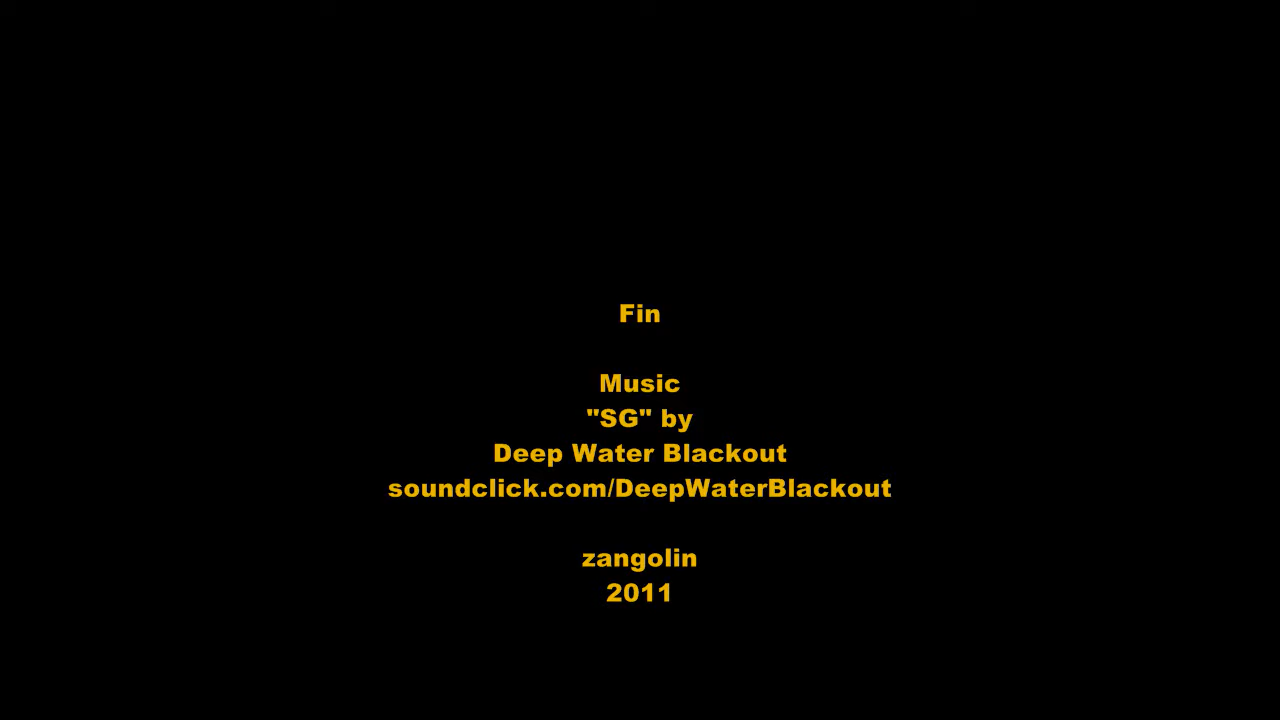 Fin
Music
"SG" by
Deep Water Blackout
soundclick.com/DeepWaterBlackout
zangolin
2011